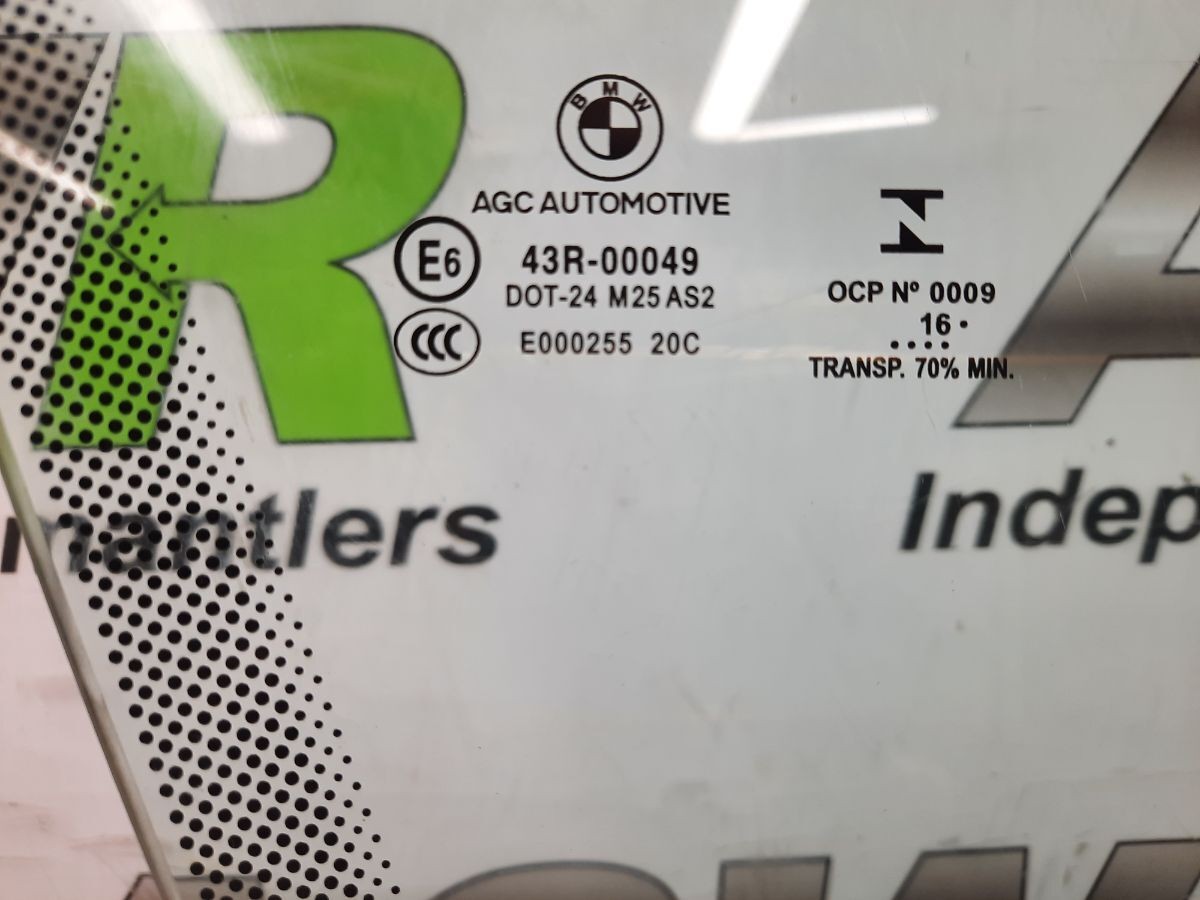 R
BMW
AGC AUTOMOTIVE
E6
43R-00049
DOT-24 M25 AS2
CCC
E000255 20C
OCP Nº 0009
16 •
••••
TRANSP. 70% MIN.
mantlers
Indep